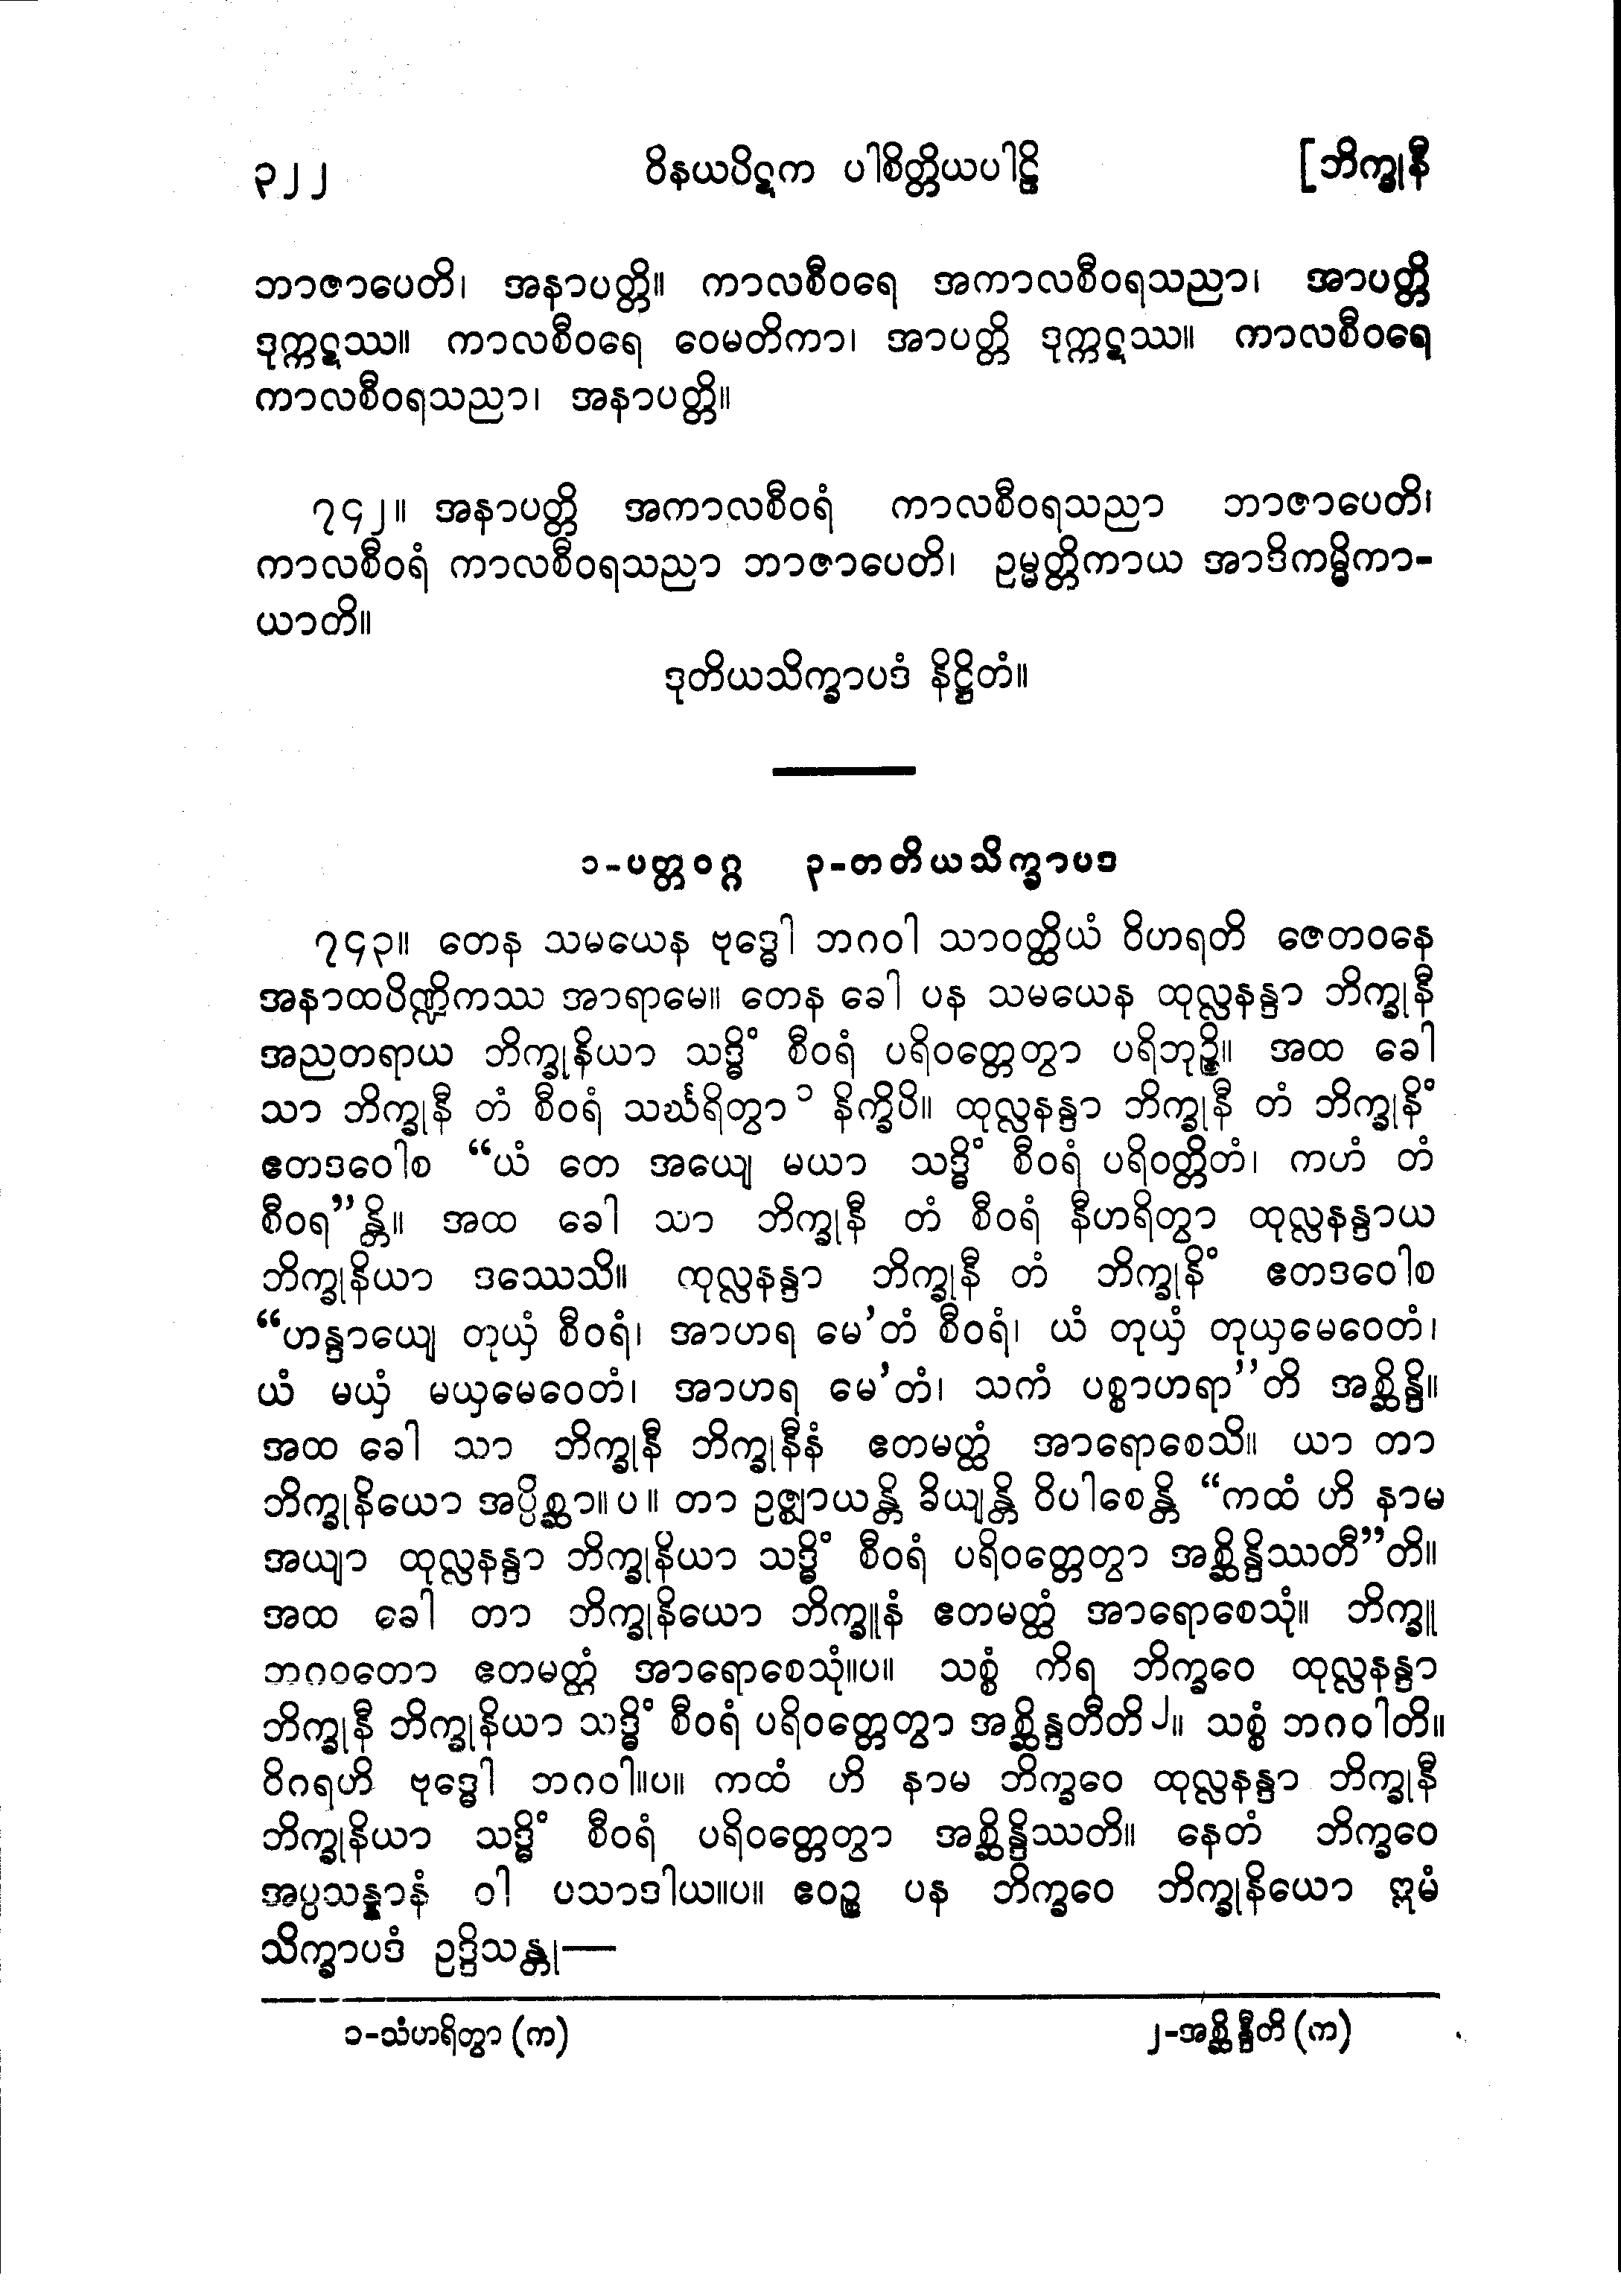 ၃၂၂ ဝိနယပိဋက ပါစိတ္တိယပါဠိ [ဘိက္ခုနီ
ဘာဇာပေတိ၊ အနာပတ္တိ။ ကာလစီဝရေ အကာလစီဝရသညာ၊ အာပတ္တိ
ဒုက္ကဋဿ။ ကာလစီဝရေ ဝေမတိကာ၊ အာပတ္တိ ဒုက္ကဋဿ။ ကာလစီဝရေ
ကာလစီဝရသညာ၊ အနာပတ္တိ။
၇၄၂။ အနာပတ္တိ အကာလစီဝရံ ကာလစီဝရသညာ ဘာဇာပေတိ၊
ကာလစီဝရံ ကာလစီဝရသညာ ဘာဇာပေတိ၊ ဥမ္မတ္တိကာယ အာဒိကမ္မိကာ-
ယာတိ။
ဒုတိယသိက္ခာပဒံ နိဋ္ဌိတံ။
၁-ပတ္တဝဂ္ဂ ၃-တတိယသိက္ခာပဒ
၇၄၃။ တေန သမယေန ဗုဒ္ဓေါ ဘဂဝါ သာဝတ္ထိယံ ဝိဟရတိ ဇေတဝနေ
အနာထပိဏ္ဍိကဿ အာရာမေ။ တေန ခေါ ပန သမယေန ထုလ္လနန္ဒာ ဘိက္ခုနီ
အညတရာယ ဘိက္ခုနိယာ သဒ္ဓိံ စီဝရံ ပရိဝတ္တေတွာ ပရိဘုဉ္ဇိ။ အထ ခေါ
သာ ဘိက္ခုနီ တံ စီဝရံ သင်္ဃရိတွာ ၁ နိက္ခိပိ။ ထုလ္လနန္ဒာ ဘိက္ခုနီ တံ ဘိက္ခုနိံ
ဧတဒဝေါစ “ယံ တေ အယျေ မယာ သဒ္ဓိံ စီဝရံ ပရိဝတ္တိတံ၊ ကဟံ တံ
စီဝရ”န္တိ။ အထ ခေါ သာ ဘိက္ခုနီ တံ စီဝရံ နီဟရိတွာ ထုလ္လနန္ဒာယ
ဘိက္ခုနိယာ ဒဿေသိ။ ထုလ္လနန္ဒာ ဘိက္ခုနီ တံ ဘိက္ခုနိံ ဧတဒဝေါစ
“ဟန္ဒာယျေ တုယှံ စီဝရံ၊ အာဟရ မေ’တံ စီဝရံ၊ ယံ တုယှံ တုယှမေဝေတံ၊
ယံ မယှံ မယှမေဝေတံ၊ အာဟရ မေ’တံ၊ သကံ ပစ္စာဟရာ”တိ အစ္ဆိန္ဒိ။
အထ ခေါ သာ ဘိက္ခုနီ ဘိက္ခုနီနံ ဧတမတ္ထံ အာရောစေသိ။ ယာ တာ
ဘိက္ခုနိယော အပ္ပိစ္ဆာ။ ပ ။ တာ ဥဇ္ဈာယန္တိ ခိယျန္တိ ဝိပါစေန္တိ “ကထံ ဟိ နာမ
အယျာ ထုလ္လနန္ဒာ ဘိက္ခုနိယာ သဒ္ဓိံ စီဝရံ ပရိဝတ္တေတွာ အစ္ဆိန္ဒိဿတီ”တိ။
အထ ခေါ တာ ဘိက္ခုနိယော ဘိက္ခူနံ ဧတမတ္ထံ အာရောစေသုံ။ ဘိက္ခူ
ဘဂဝတော ဧတမတ္ထံ အာရောစေသုံ။ပ။ သစ္စံ ကိရ ဘိက္ခဝေ ထုလ္လနန္ဒာ
ဘိက္ခုနီ ဘိက္ခုနိယာ သဒ္ဓိံ စီဝရံ ပရိဝတ္တေတွာ အစ္ဆိန္ဒတီတိ ၂။ သစ္စံ ဘဂဝါတိ။
ဝိဂရဟိ ဗုဒ္ဓေါ ဘဂဝါ။ပ။ ကထံ ဟိ နာမ ဘိက္ခဝေ ထုလ္လနန္ဒာ ဘိက္ခုနီ
ဘိက္ခုနိယာ သဒ္ဓိံ စီဝရံ ပရိဝတ္တေတွာ အစ္ဆိန္ဒိဿတိ။ နေတံ ဘိက္ခဝေ
အပ္ပသန္နာနံ ဝါ ပသာဒါယ။ပ။ ဧဝဉ္စ ပန ဘိက္ခဝေ ဘိက္ခုနိယော ဣမံ
သိက္ခာပဒံ ဥဒ္ဒိသန္တု—
၁-သံဟရိတွာ (က) ၂-အစ္ဆိန္ဒီတိ (က)